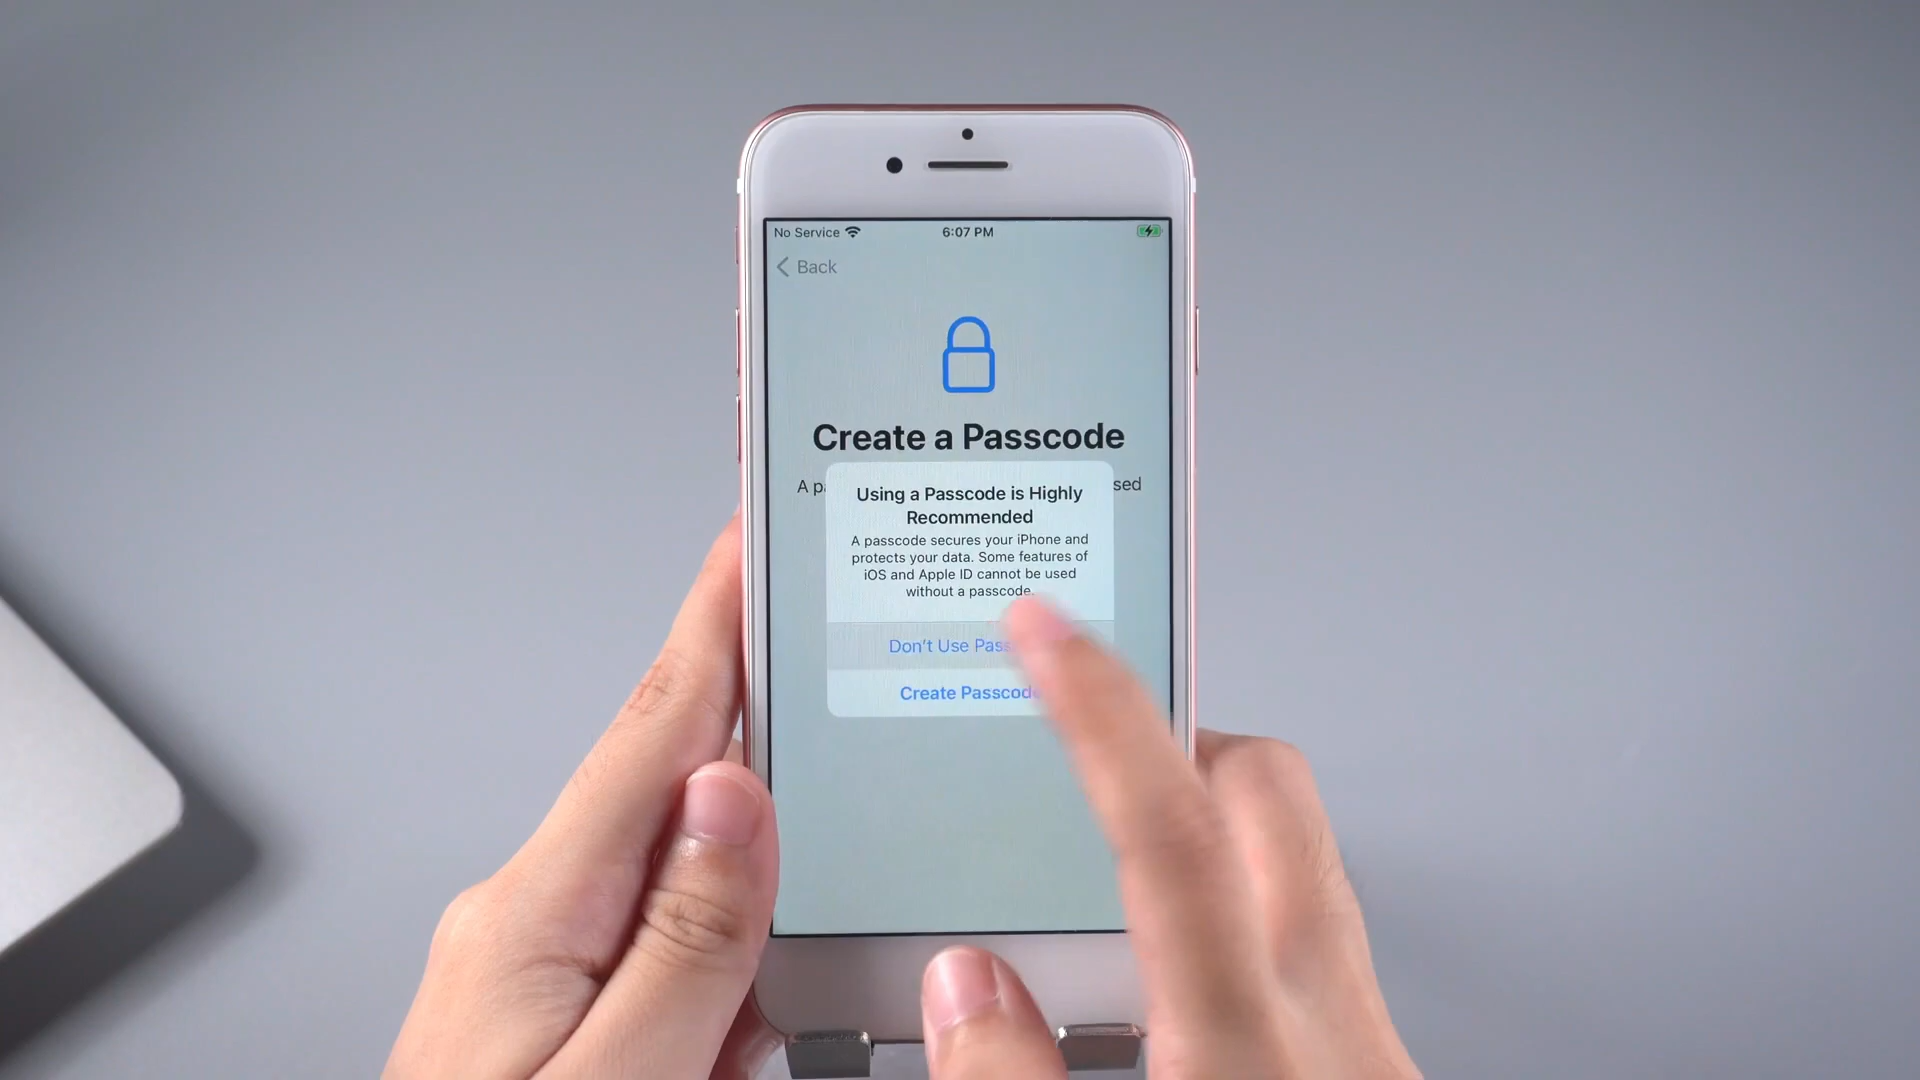 No Service 6:07 PM
Back
Create a Passcode
A
sed
Using a Passcode is Highly
Recommended
A passcode secures your iPhone and
protects your data. Some features of
iOS and Apple ID cannot be used
without a passcode.
Don't Use
Create Passcode